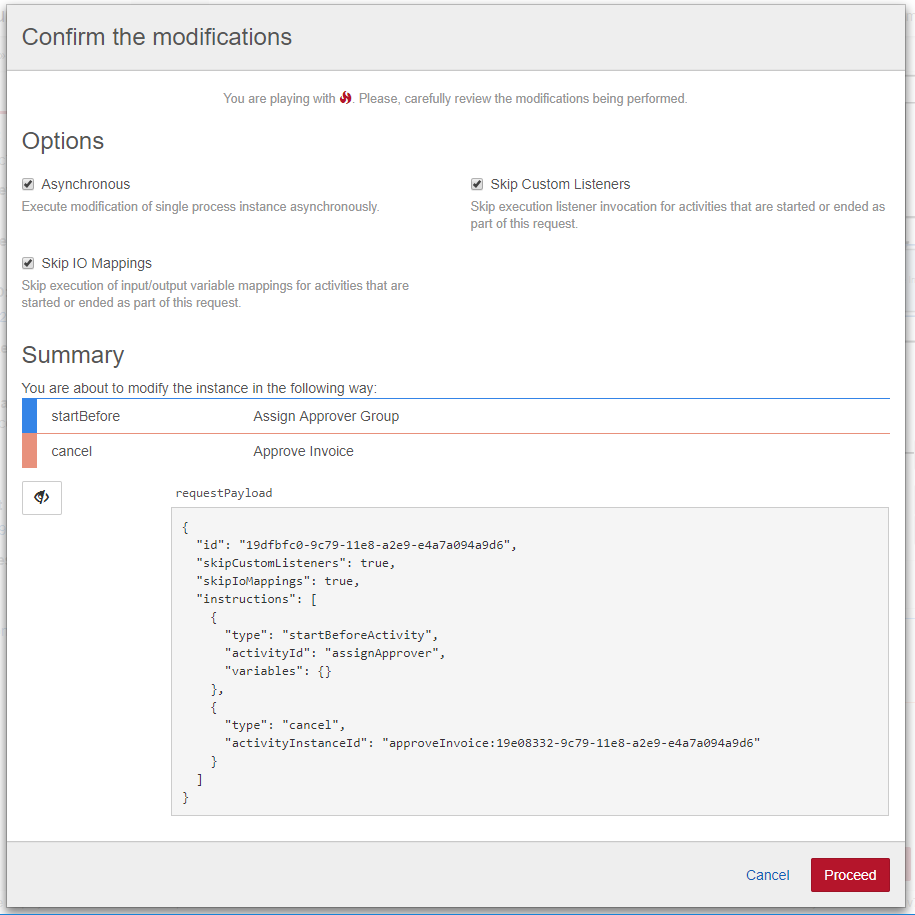 Confirm the modifications
You are playing with . Please, carefully review the modifications being performed.
Options
Asynchronous
Execute modification of single process instance asynchronously.
Skip Custom Listeners
Skip execution listener invocation for activities that are started or ended as
part of this request.
Skip IO Mappings
Skip execution of input/output variable mappings for activities that are
started or ended as part of this request.
Summary
You are about to modify the instance in the following way:
startBefore Assign Approver Group
cancel Approve Invoice
requestPayload
{
"id": "19dfbfc0-9c79-11e8-a2e9-e4a7a094a9d6",
"skipCustomListeners": true,
"skipIoMappings": true,
"instructions": [
{
"type": "startBeforeActivity",
"activityId": "assignApprover",
"variables": {}
},
{
"type": "cancel",
"activityInstanceId": "approveInvoice:19e08332-9c79-11e8-a2e9-e4a7a094a9d6"
}
]
}
Cancel Proceed